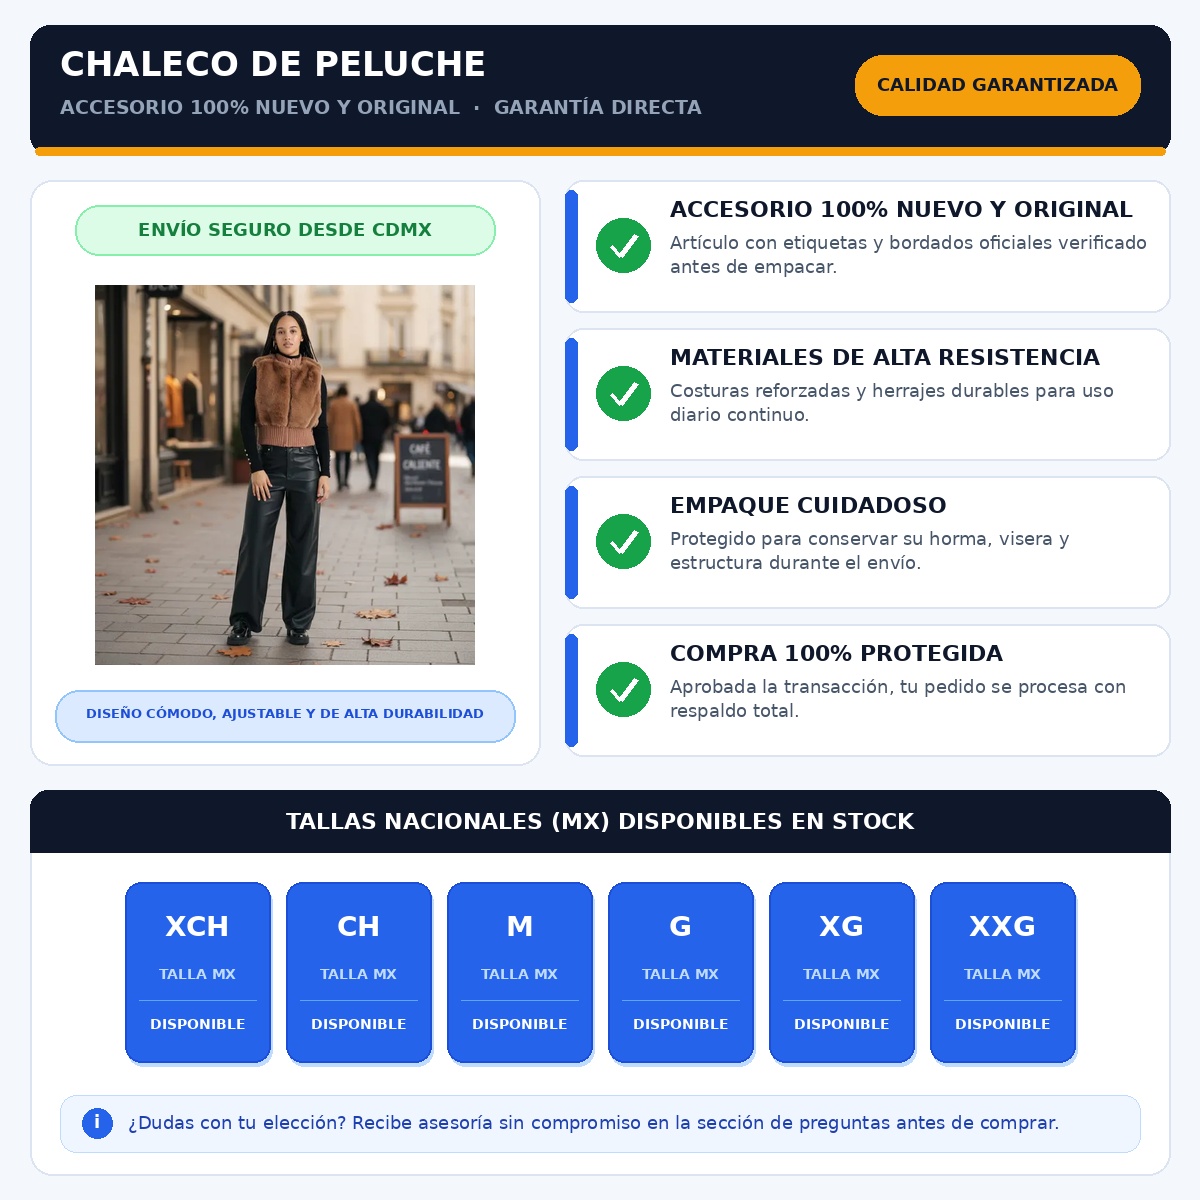 CHALECO DE PELUCHE
ACCESORIO 100% NUEVO Y ORIGINAL · GARANTÍA DIRECTA
CALIDAD GARANTIZADA
ENVÍO SEGURO DESDE CDMX
CAFÉ
CALIENTE
DISEÑO CÓMODO, AJUSTABLE Y DE ALTA DURABILIDAD
ACCESORIO 100% NUEVO Y ORIGINAL
Artículo con etiquetas y bordados oficiales verificado
antes de empacar.
MATERIALES DE ALTA RESISTENCIA
Costuras reforzadas y herrajes durables para uso
diario continuo.
EMPAQUE CUIDADOSO
Protegido para conservar su horma, visera y
estructura durante el envío.
COMPRA 100% PROTEGIDA
Aprobada la transacción, tu pedido se procesa con
respaldo total.
TALLAS NACIONALES (MX) DISPONIBLES EN STOCK
XCH
TALLA MX
DISPONIBLE
CH
TALLA MX
DISPONIBLE
M
TALLA MX
DISPONIBLE
G
TALLA MX
DISPONIBLE
XG
TALLA MX
DISPONIBLE
XXG
TALLA MX
DISPONIBLE
i
¿Dudas con tu elección? Recibe asesoría sin compromiso en la sección de preguntas antes de comprar.